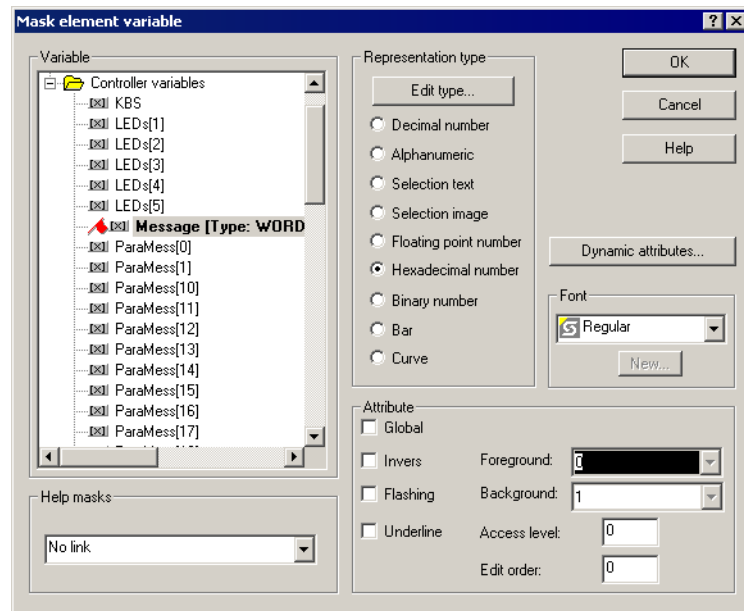 Mask element variable
Variable
Controller variables
KBS
LEDs[1]
LEDs[2]
LEDs[3]
LEDs[4]
LEDs[5]
Message [Type: WORD
ParaMess[0]
ParaMess[1]
ParaMess[10]
ParaMess[11]
ParaMess[12]
ParaMess[13]
ParaMess[14]
ParaMess[15]
ParaMess[16]
ParaMess[17]
Help masks
No link
Representation type
Edit type...
Decimal number
Alphanumeric
Selection text
Selection image
Floating point number
Hexadecimal number
Binary number
Bar
Curve
OK
Cancel
Help
Dynamic attributes...
Font
Regular
New...
Attribute
Global
Invers
Foreground:
0
Flashing
Background:
1
Underline
Access level:
0
Edit order:
0